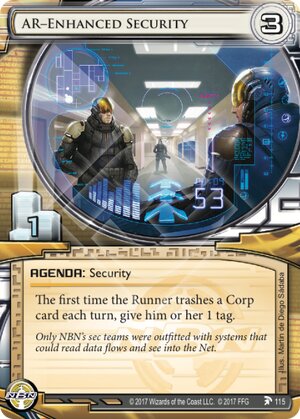 AR–Enhanced Security
3
53
1
AGENDA: Security
The first time the Runner trashes a Corp
card each turn, give him or her 1 tag.
Only NBN's sec teams were outfitted with systems that
could read data flows and see into the Net.
Illus. Martin de Diego Sádaba
NBN
© 2017 Wizards of the Coast LLC. © 2017 FFG
115